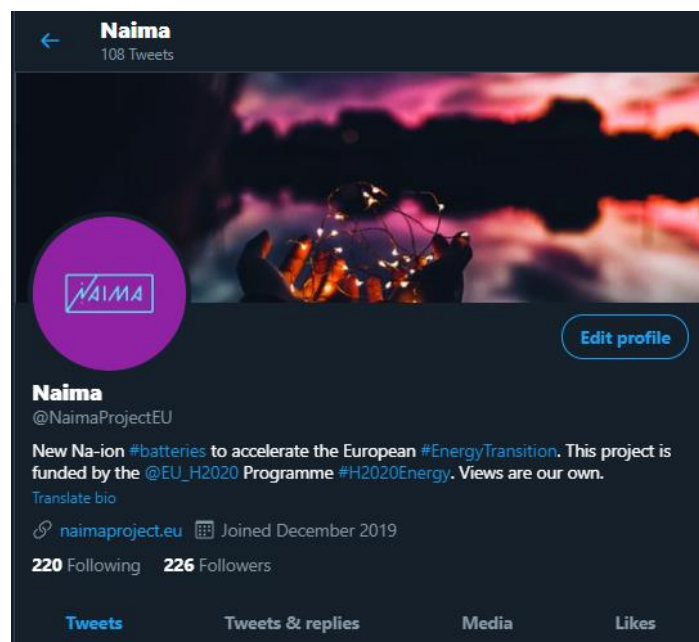 Naima
108 Tweets
NAIMA
Edit profile
Naima
@NaimaProjectEU
New Na-ion #batteries to accelerate the European #EnergyTransition. This project is
funded by the @EU_H2020 Programme #H2020Energy. Views are our own.
Translate bio
naimaproject.eu Joined December 2019
220 Following 226 Followers
Tweets Tweets & replies Media Likes